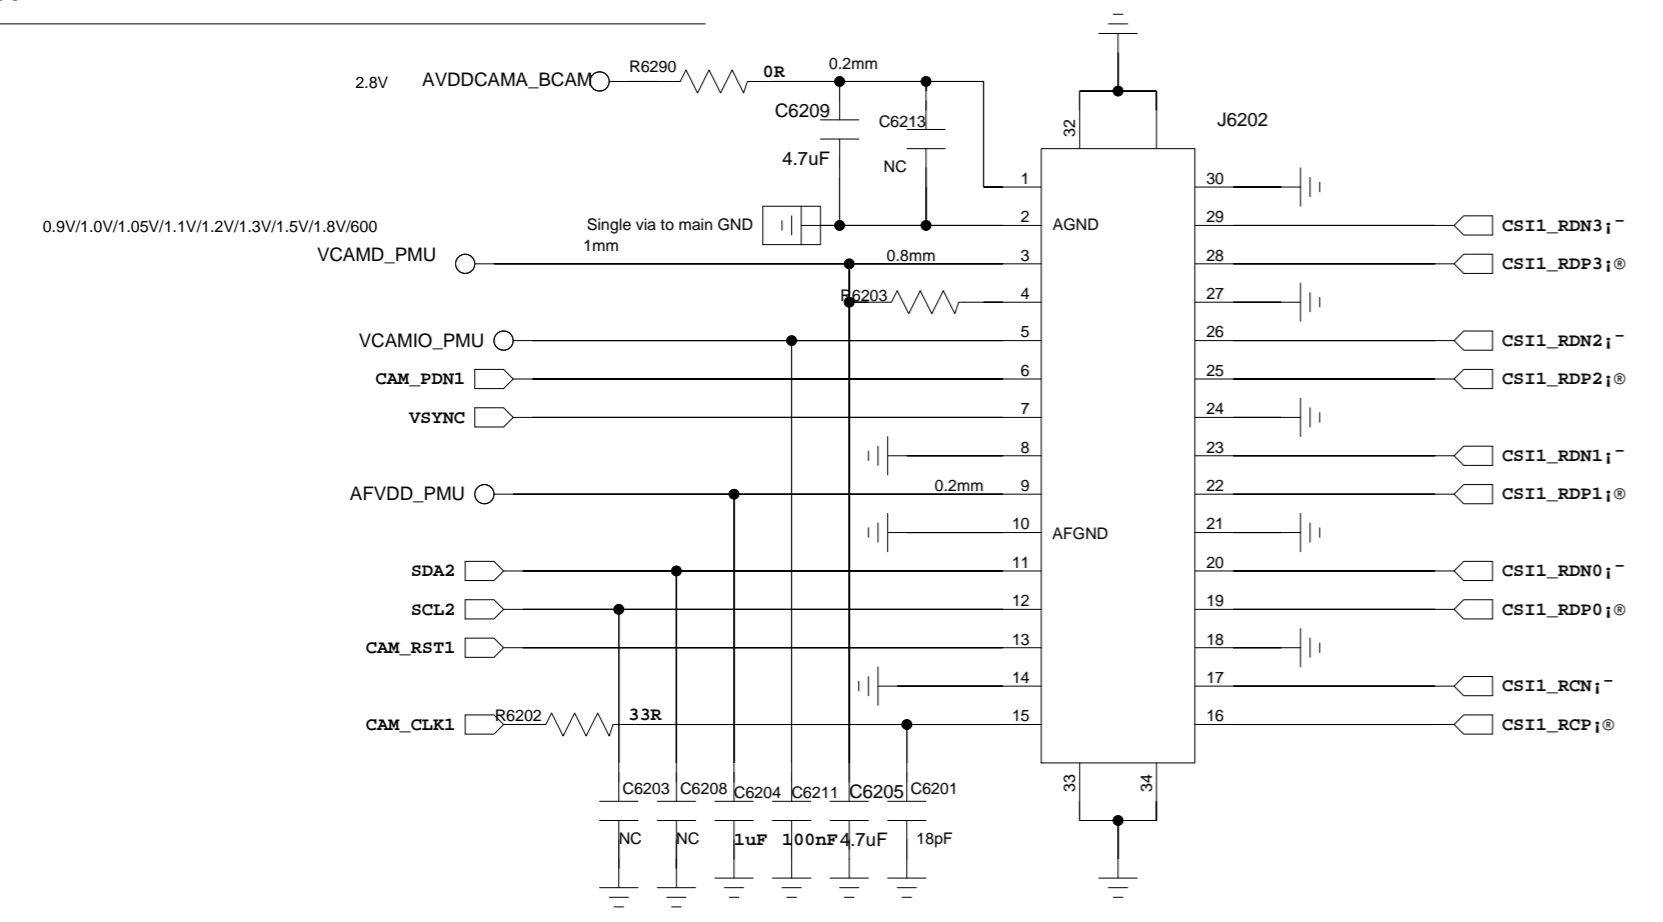 R6290 0R 0.2mm
2.8V AVDDCAMA_BCAM
C6209 C6213
4.7uF NC
32
J6202
1 30
Single via to main GND 2 AGND 29 CSI1_RDN3¡¯
1mm
0.9V/1.0V/1.05V/1.1V/1.2V/1.3V/1.5V/1.8V/600
VCAMD_PMU 0.8mm 3 28 CSI1_RDP3¡®
R6203 4 27
VCAMIO_PMU 5 26 CSI1_RDN2¡¯
CAM_PDN1 6 25 CSI1_RDP2¡®
VSYNC 7 24
8 23 CSI1_RDN1¡¯
AFVDD_PMU 0.2mm 9 22 CSI1_RDP1¡®
10 AFGND 21
SDA2 11 20 CSI1_RDN0¡¯
SCL2 12 19 CSI1_RDP0¡®
CAM_RST1 13 18
14 17 CSI1_RCN¡¯
CAM_CLK1 R6202 33R 15 16 CSI1_RCP¡®
33 34
C6203 C6208 C6204 C6211 C6205 C6201
NC NC 1uF 100nF 4.7uF 18pF